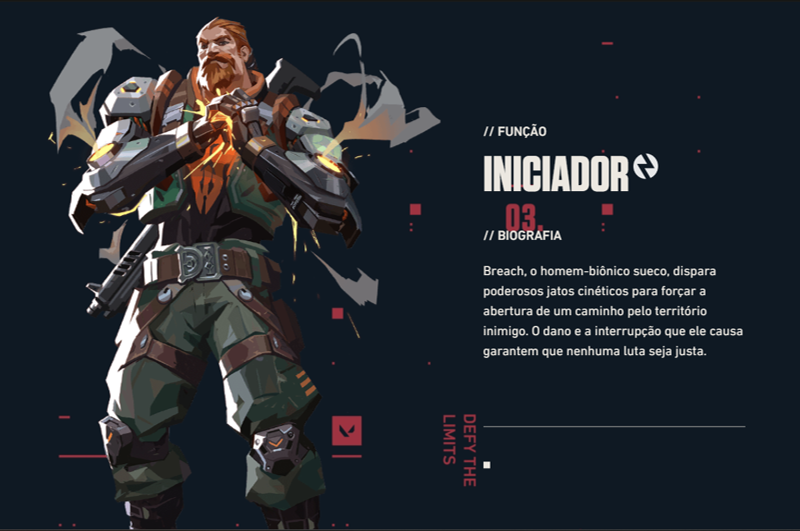 // FUNÇÃO
INICIADOR
03.
// BIOGRAFIA
Breach, o homem-biônico sueco, dispara
poderosos jatos cinéticos para forçar a
abertura de um caminho pelo território
inimigo. O dano e a interrupção que ele causa
garantem que nenhuma luta seja justa.
DEFY THE
LIMITS